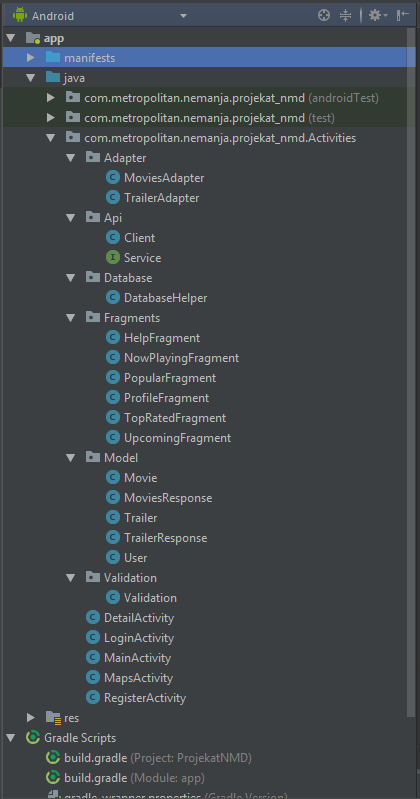 Android
app
manifests
java
com.metropolitan.nemanja.projekat_nmd (androidTest)
com.metropolitan.nemanja.projekat_nmd (test)
com.metropolitan.nemanja.projekat_nmd.Activities
Adapter
C MoviesAdapter
C TrailerAdapter
Api
C Client
I Service
Database
C DatabaseHelper
Fragments
C HelpFragment
C NowPlayingFragment
C PopularFragment
C ProfileFragment
C TopRatedFragment
C UpcomingFragment
Model
C Movie
C MoviesResponse
C Trailer
C TrailerResponse
C User
Validation
C Validation
C DetailActivity
C LoginActivity
C MainActivity
C MapsActivity
C RegisterActivity
res
Gradle Scripts
build.gradle (Project: ProjekatNMD)
build.gradle (Module: app)
gradle-wrapper.properties (Gradle Version)